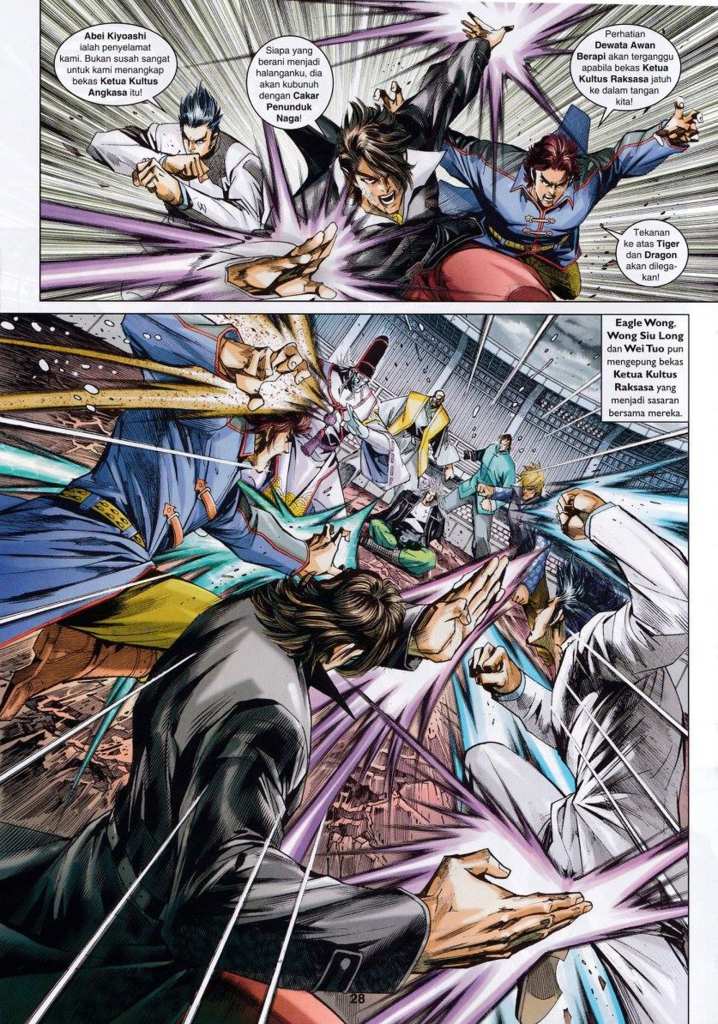 Abei Kiyoashi
ialah penyelamat
kami. Bukan susah sangat
untuk kami menangkap
bekas Ketua Kultus
Angkasa itu!
Siapa yang
berani menjadi
halanganku, dia
akan kubunuh
dengan Cakar
Penunduk
Naga!
Perhatian
Dewata Awan
Berapi akan terganggu
apabila bekas Ketua
Kultus Raksasa jatuh
ke dalam tangan
kita!
Tekanan
ke atas Tiger
dan Dragon
akan dilega-
kan!
Eagle Wong,
Wong Siu Long
dan Wei Tuo pun
mengepung bekas
Ketua Kultus
Raksasa yang
menjadi sasaran
bersama mereka.
28